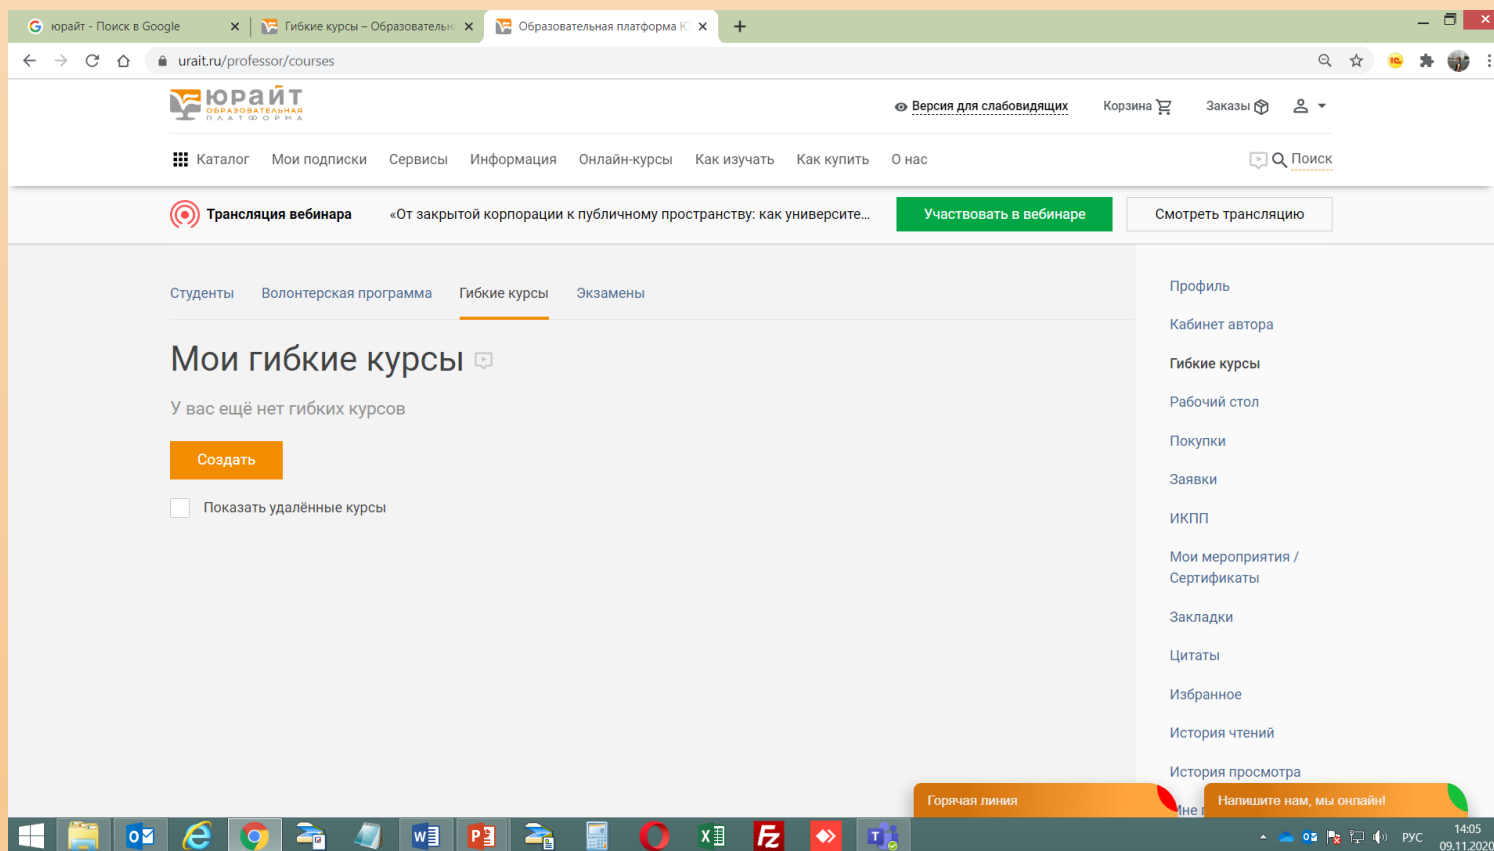 юрайт - Поиск в Google
Гибкие курсы – Образовательн
Образовательная платформа Ю
urait.ru/professor/courses
юрайт
ОБРАЗОВАТЕЛЬНАЯ
ПЛАТФОРМА
Версия для слабовидящих
Корзина
Заказы
Каталог Мои подписки Сервисы Информация Онлайн-курсы Как изучать Как купить О нас
Поиск
Трансляция вебинара «От закрытой корпорации к публичному пространству: как университе...
Участвовать в вебинаре
Смотреть трансляцию
Студенты Волонтерская программа Гибкие курсы Экзамены
Мои гибкие курсы
У вас ещё нет гибких курсов
Создать
Показать удалённые курсы
Профиль
Кабинет автора
Гибкие курсы
Рабочий стол
Покупки
Заявки
ИКПП
Мои мероприятия /
Сертификаты
Закладки
Цитаты
Избранное
История чтений
История просмотра
Горячая линия
Напишите нам, мы онлайн!
РУС
14:05
09.11.2020